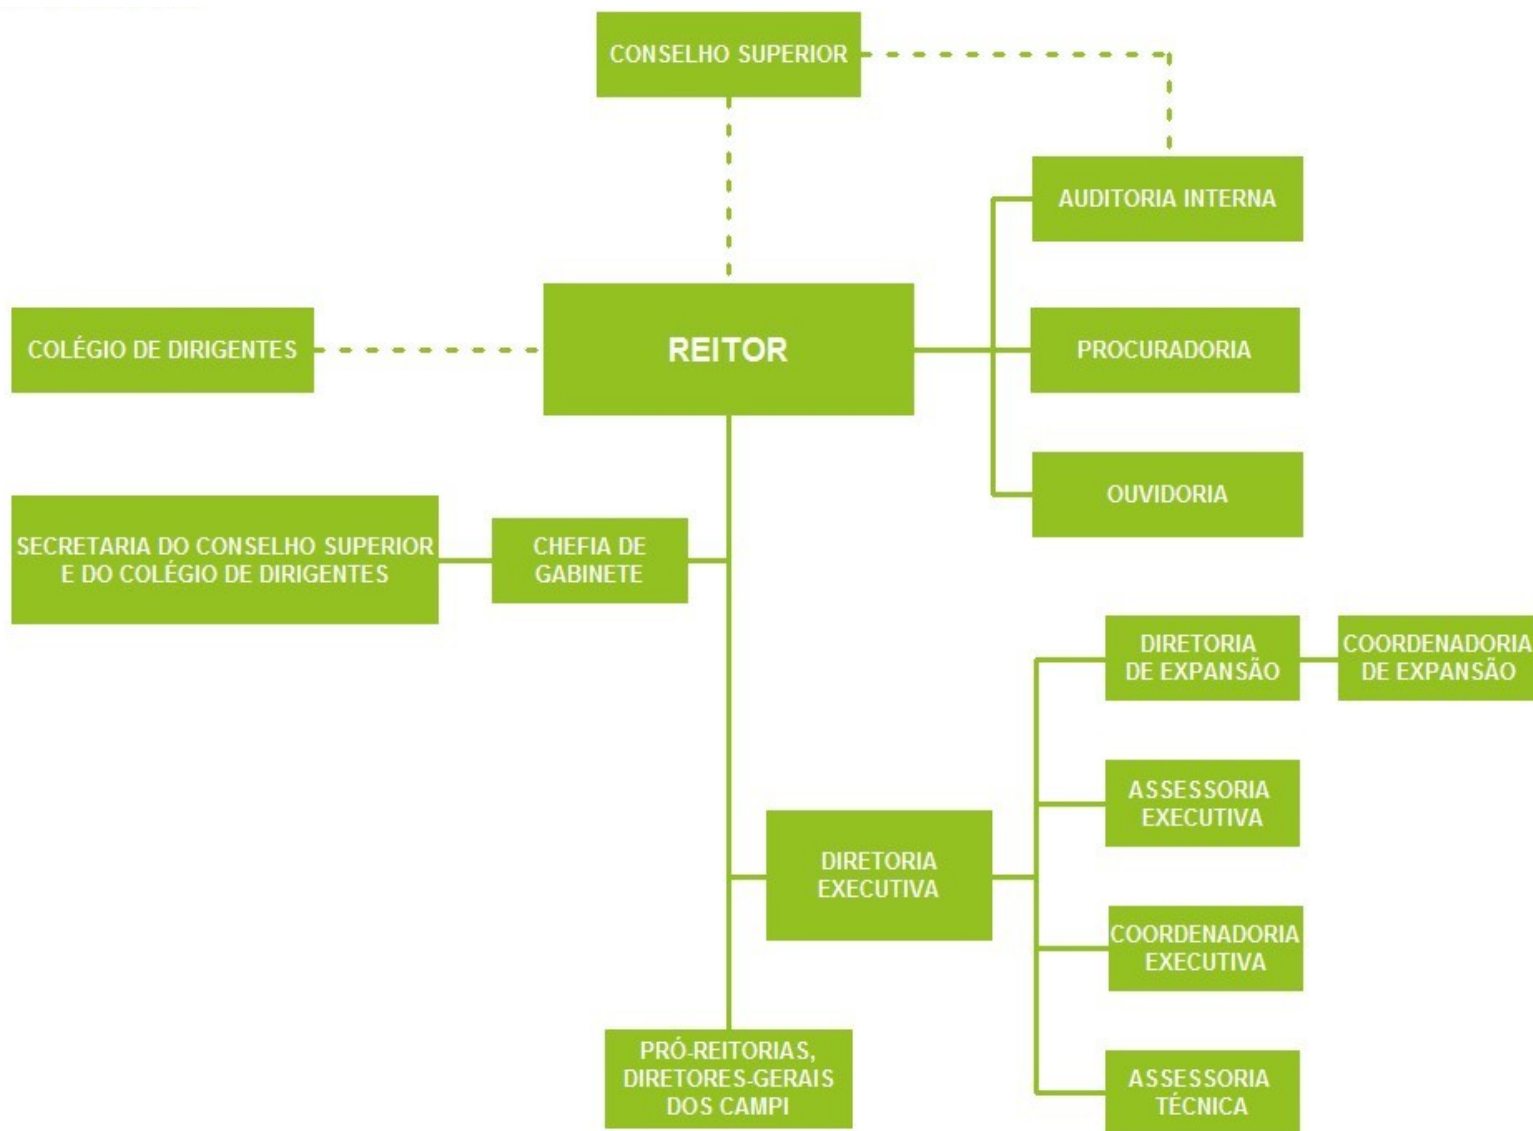 CONSELHO SUPERIOR
AUDITORIA INTERNA
COLÉGIO DE DIRIGENTES
REITOR
PROCURADORIA
OUVIDORIA
SECRETARIA DO CONSELHO SUPERIOR
E DO COLÉGIO DE DIRIGENTES
CHEFIA DE
GABINETE
DIRETORIA
DE EXPANSÃO
COORDENADORIA
DE EXPANSÃO
ASSESSORIA
EXECUTIVA
DIRETORIA
EXECUTIVA
COORDENADORIA
EXECUTIVA
PRÓ-REITORIAS,
DIRETORES-GERAIS
DOS CAMPI
ASSESSORIA
TÉCNICA